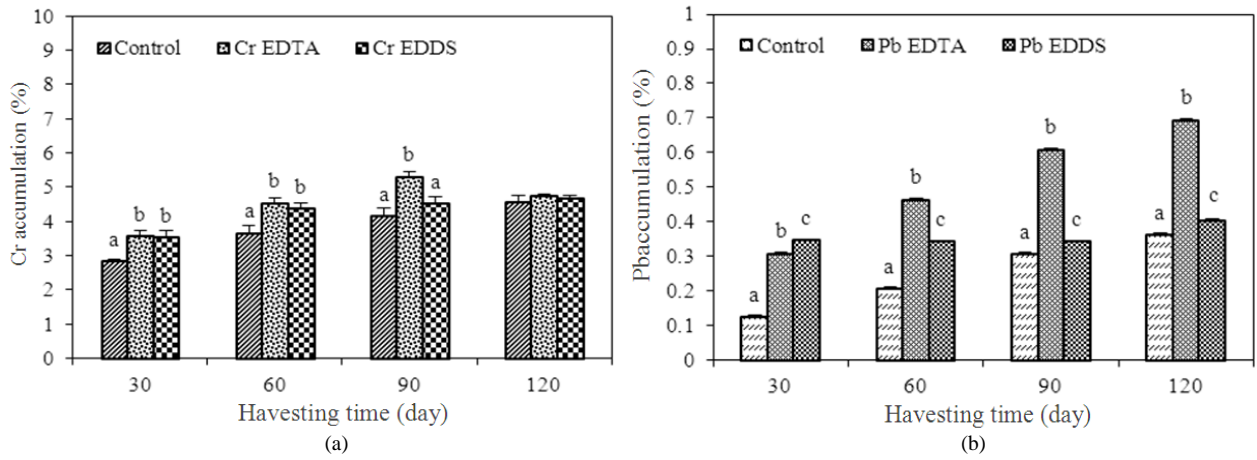 Cr accumulation (%)
10
9
8
7
6
5
4
3
2
1
0
Control Cr EDTA Cr EDDS
a b b
a b b
a b a
30 60 90 120
Havesting time (day)
(a)
Pbaccumulation (%)
1
0.9
0.8
0.7
0.6
0.5
0.4
0.3
0.2
0.1
0
Control Pb EDTA Pb EDDS
a b c
a b c
a b c
a b c
30 60 90 120
Havesting time (day)
(b)